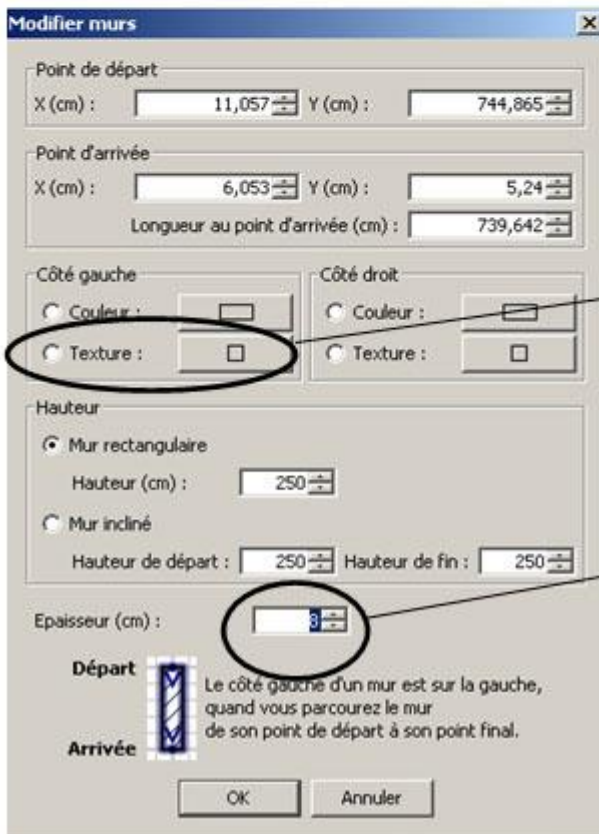 Modifier murs
Point de départ
X (cm) : 11,057 Y (cm) : 744,865
Point d'arrivée
X (cm) : 6,053 Y (cm) : 5,24
Longueur au point d'arrivée (cm) : 739,642
Côté gauche Côté droit
Couleur : Couleur :
Texture : Texture :
Hauteur
Mur rectangulaire
Hauteur (cm) : 250
Mur incliné
Hauteur de départ : 250 Hauteur de fin : 250
Epaisseur (cm) : 8
Départ
Le côté gauche d'un mur est sur la gauche,
quand vous parcourez le mur
de son point de départ à son point final.
Arrivée
OK Annuler